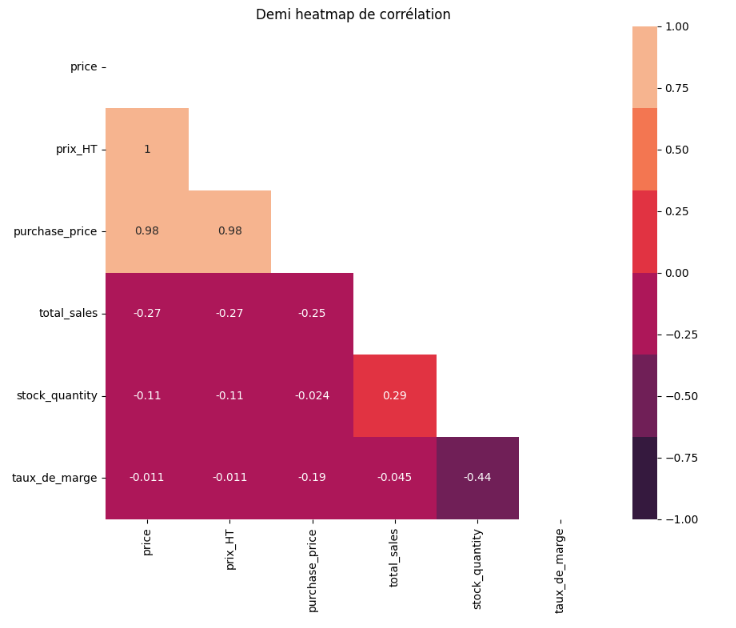 Demi heatmap de corrélation
price
prix_HT
1
purchase_price
0.98 0.98
total_sales
-0.27 -0.27 -0.25
stock_quantity
-0.11 -0.11 -0.024 0.29
taux_de_marge
-0.011 -0.011 -0.19 -0.045 -0.44
price
prix_HT
purchase_price
total_sales
stock_quantity
taux_de_marge
1.00
0.75
0.50
0.25
0.00
−0.25
−0.50
−0.75
−1.00